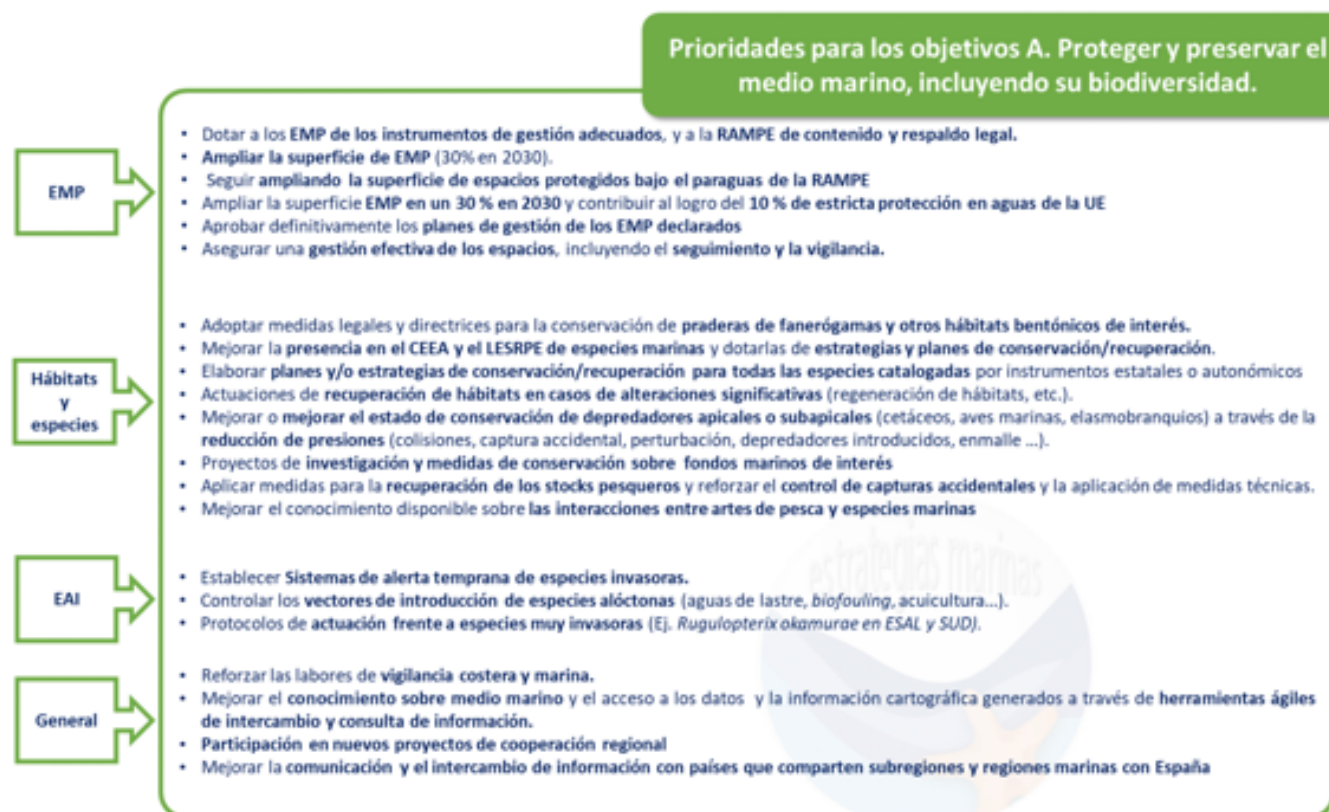 Prioridades para los objetivos A. Proteger y preservar el
medio marino, incluyendo su biodiversidad.
EMP
• Dotar a los EMP de los instrumentos de gestión adecuados, y a la RAMPE de contenido y respaldo legal.
• Ampliar la superficie de EMP (30% en 2030).
• Seguir ampliando la superficie de espacios protegidos bajo el paraguas de la RAMPE
• Ampliar la superficie EMP en un 30 % en 2030 y contribuir al logro del 10 % de estricta protección en aguas de la UE
• Aprobar definitivamente los planes de gestión de los EMP declarados
• Asegurar una gestión efectiva de los espacios, incluyendo el seguimiento y la vigilancia.
Hábitats
y
especies
• Adoptar medidas legales y directrices para la conservación de praderas de fanerógamas y otros hábitats bentónicos de interés.
• Mejorar la presencia en el CEEA y el LESRPE de especies marinas y dotarlas de estrategias y planes de conservación/recuperación.
• Elaborar planes y/o estrategias de conservación/recuperación para todas las especies catalogadas por instrumentos estatales o autonómicos
• Actuaciones de recuperación de hábitats en casos de alteraciones significativas (regeneración de hábitats, etc.).
• Mejorar o mejorar el estado de conservación de depredadores apicales o subapicales (cetáceos, aves marinas, elasmobranquios) a través de la
reducción de presiones (colisiones, captura accidental, perturbación, depredadores introducidos, enmalle ...).
• Proyectos de investigación y medidas de conservación sobre fondos marinos de interés
• Aplicar medidas para la recuperación de los stocks pesqueros y reforzar el control de capturas accidentales y la aplicación de medidas técnicas.
• Mejorar el conocimiento disponible sobre las interacciones entre artes de pesca y especies marinas
estrategias marinas
EAI
• Establecer Sistemas de alerta temprana de especies invasoras.
• Controlar los vectores de introducción de especies alóctonas (aguas de lastre, biofouling, acuicultura...).
• Protocolos de actuación frente a especies muy invasoras (Ej. Rugulopterix okamurae en ESAL y SUD).
General
• Reforzar las labores de vigilancia costera y marina.
• Mejorar el conocimiento sobre medio marino y el acceso a los datos y la información cartográfica generados a través de herramientas ágiles
de intercambio y consulta de información.
• Participación en nuevos proyectos de cooperación regional
• Mejorar la comunicación y el intercambio de información con países que comparten subregiones y regiones marinas con España